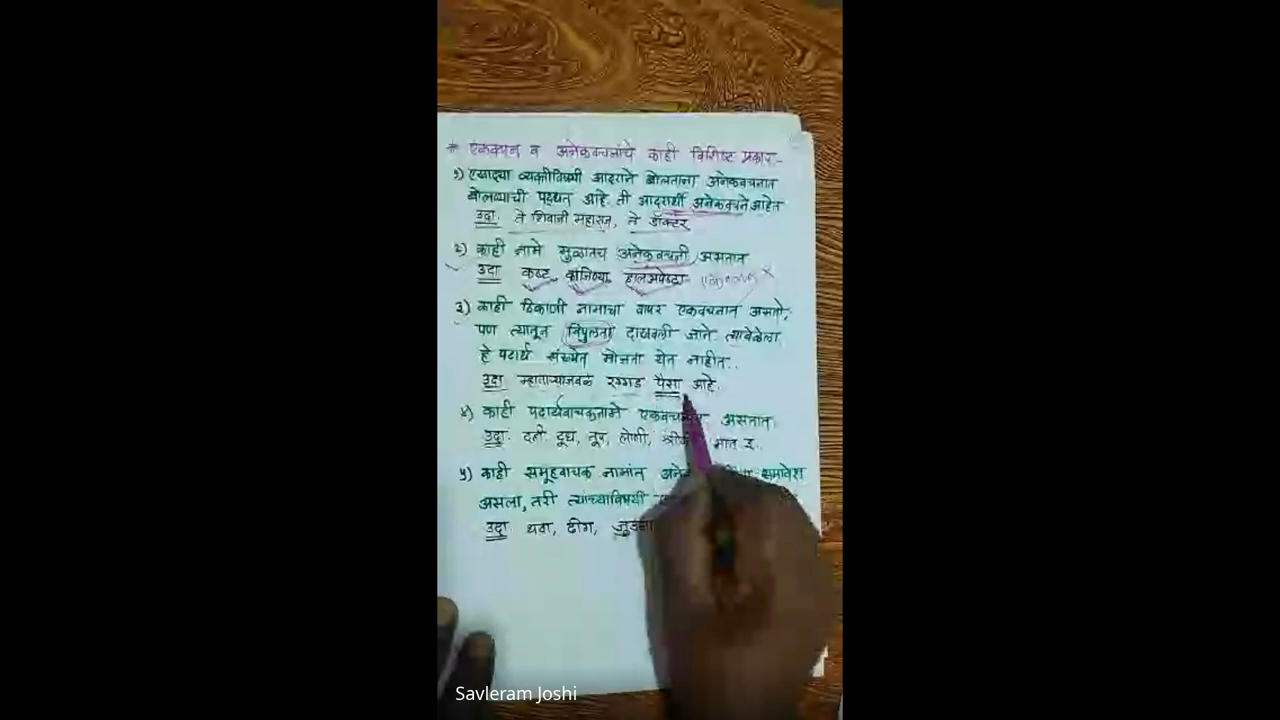 * एकवचन व अनेकवचनाचे काही विशिष्ट प्रकार-
१) एखाद्या व्यक्तीविषयी आदराने बोलताना अनेकवचनात
बोलण्याची पद्धत आहे. ती आदरार्थी अनेकवचने आहेत
उदा. ते शिवाजी महाराज, ते डॉक्टर
२) काही नामे मुळातच अनेकवचनी असतात
उदा कष्ट, कांजिण्या, हालअपेष्टा
३) काही ठिकाणी नामाचा वापर एकवचनात असतो,
पण त्यातून विपुलता दाखवली जाते. त्यावेळेला
हे पदार्थ संख्येत मोजता येत नाहीत..
उदा म्हाताऱ्याजवळ रग्गड पैसा आहे.
४) काही पदार्थवाचकनामे असतात.
उदा. दही, दूध, तूप, लोणी, भात इ.
५) काही समूहवाचक नामांत समावेश
असला, तरी त्यांच्याविषयी
उदा थवा, ढीग,
Savleram Joshi